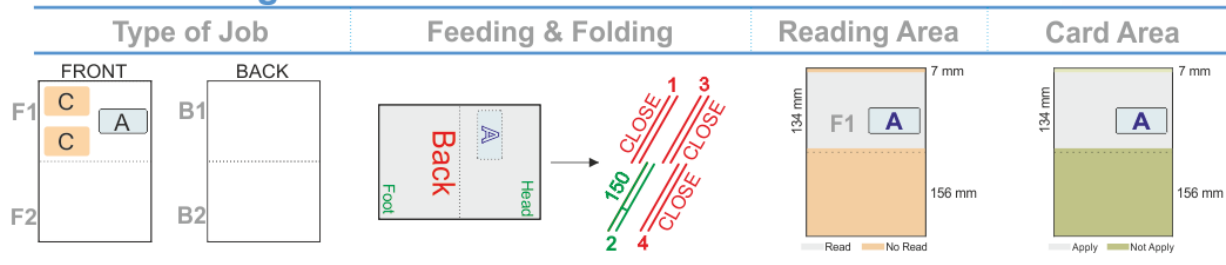 Type of Job
Feeding & Folding
Reading Area
Card Area
FRONT
BACK
F1
C
A
C
B1
F2
B2
Back
A
Foot
Head
1
3
CLOSE
CLOSE
150
CLOSE
2
4
7 mm
134 mm
F1
A
156 mm
Read
No Read
7 mm
134 mm
A
156 mm
Apply
Not Apply